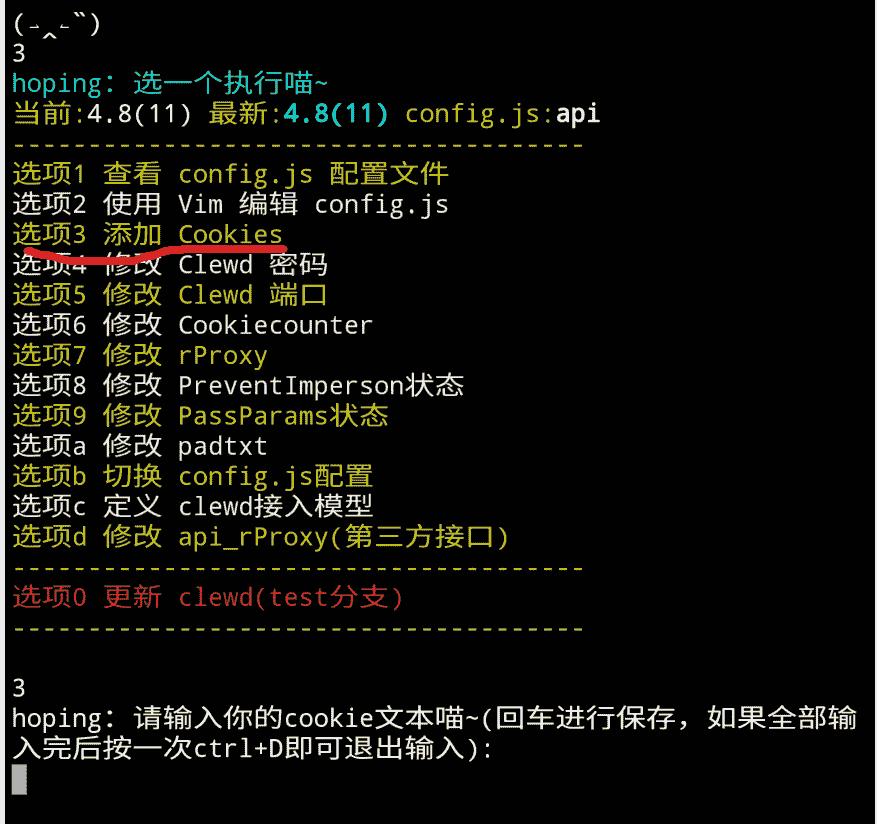 (⇀‸↼‶)
3
hoping: 选一个执行喵~
当前:4.8(11) 最新:4.8(11) config.js:api
--------------------------------------
选项1 查看 config.js 配置文件
选项2 使用 Vim 编辑 config.js
选项3 添加 Cookies
选项4 修改 Clewd 密码
选项5 修改 Clewd 端口
选项6 修改 Cookiecounter
选项7 修改 rProxy
选项8 修改 PreventImperson状态
选项9 修改 PassParams状态
选项a 修改 padtxt
选项b 切换 config.js配置
选项c 定义 clewd接入模型
选项d 修改 api_rProxy(第三方接口)
--------------------------------------
选项0 更新 clewd(test分支)
--------------------------------------
3
hoping: 请输入你的cookie文本喵~(回车进行保存，如果全部输
入完后按一次ctrl+D即可退出输入):